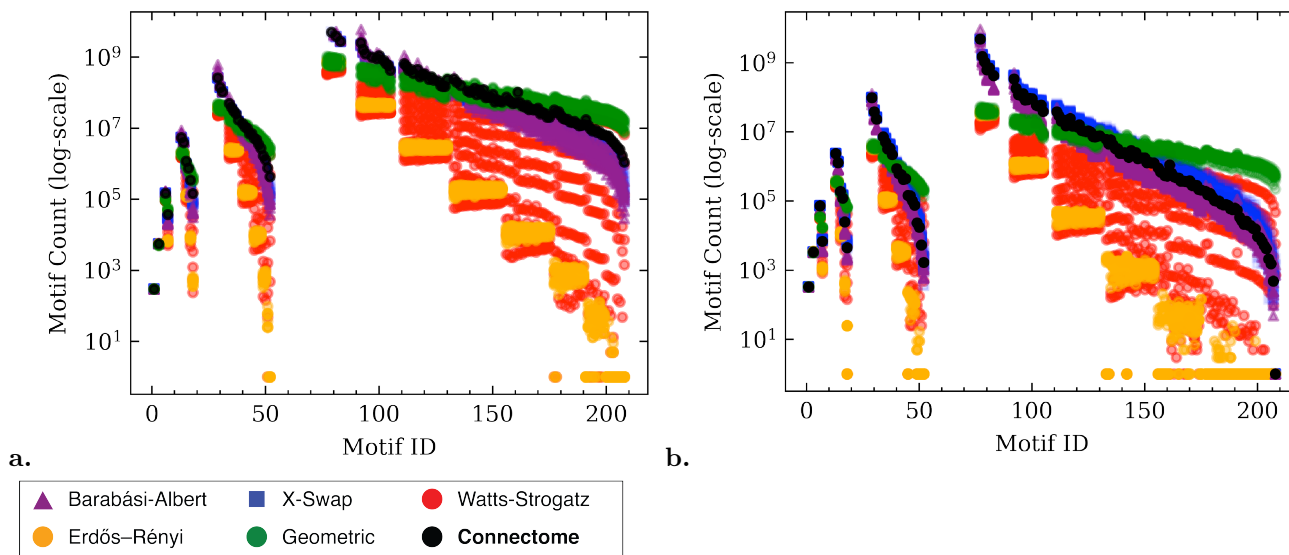 Motif Count (log-scale)
10⁹
10⁷
10⁵
10³
10¹
0 50 100 150 200
Motif ID
a.
Motif Count (log-scale)
10⁹
10⁷
10⁵
10³
10¹
0 50 100 150 200
Motif ID
b.
Barabási-Albert X-Swap Watts-Strogatz
Erdős–Rényi Geometric Connectome